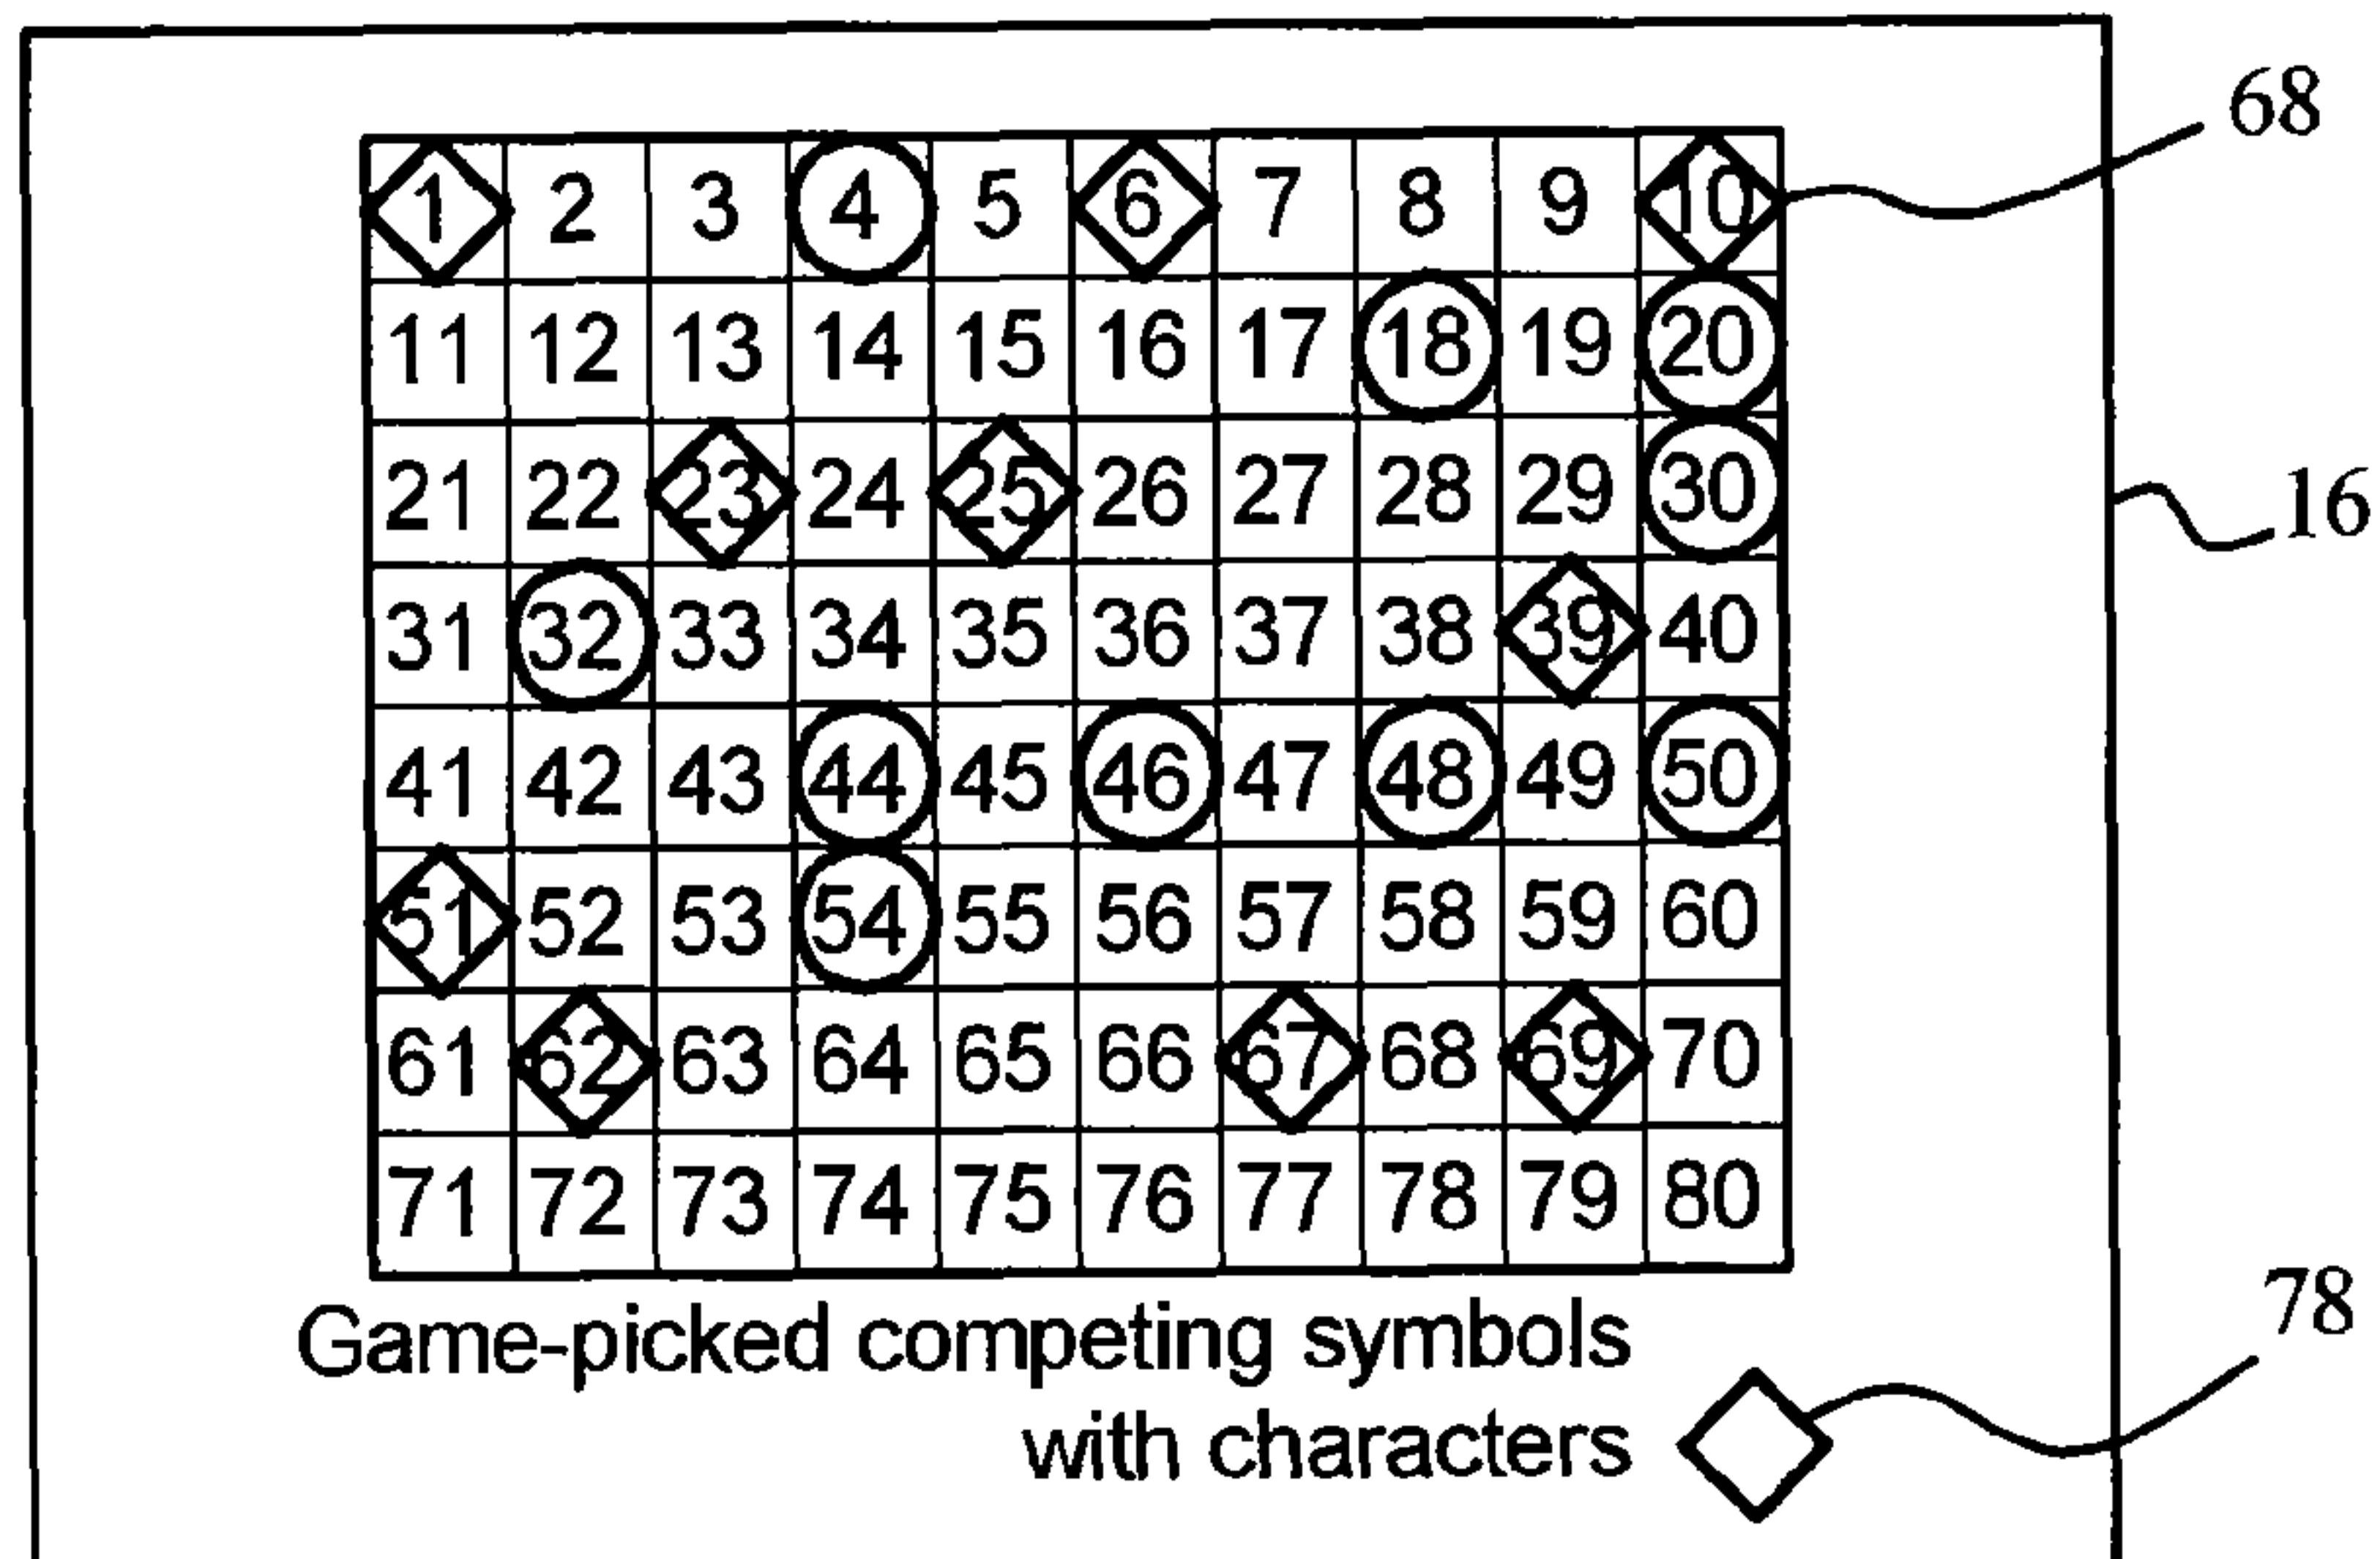 68
1 2 3 4 5 6 7 8 9 10
11 12 13 14 15 16 17 18 19 20
21 22 23 24 25 26 27 28 29 30
16
31 32 33 34 35 36 37 38 39 40
41 42 43 44 45 46 47 48 49 50
51 52 53 54 55 56 57 58 59 60
61 62 63 64 65 66 67 68 69 70
71 72 73 74 75 76 77 78 79 80
78
Game-picked competing symbols
with characters